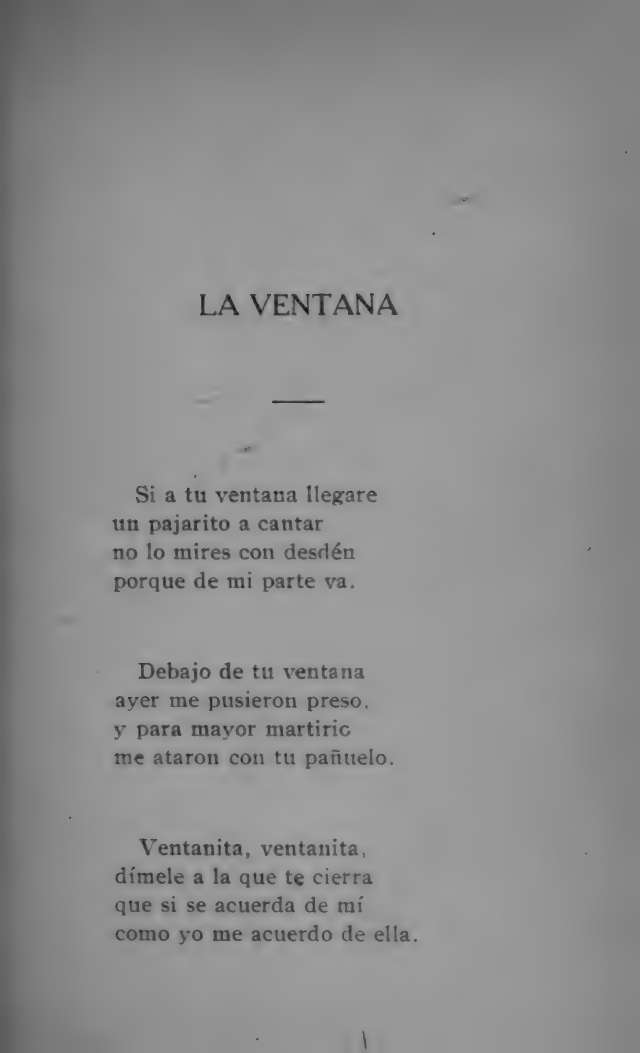 LA VENTANA
Si a tu ventana llegare
un pajarito a cantar
no lo mires con desdén
porque de mi parte va.
Debajo de tu ventana
ayer me pusieron preso,
y para mayor martirio
me ataron con tu pañuelo.
Ventanita, ventanita,
dímele a la que te cierra
que si se acuerda de mí
como yo me acuerdo de ella.